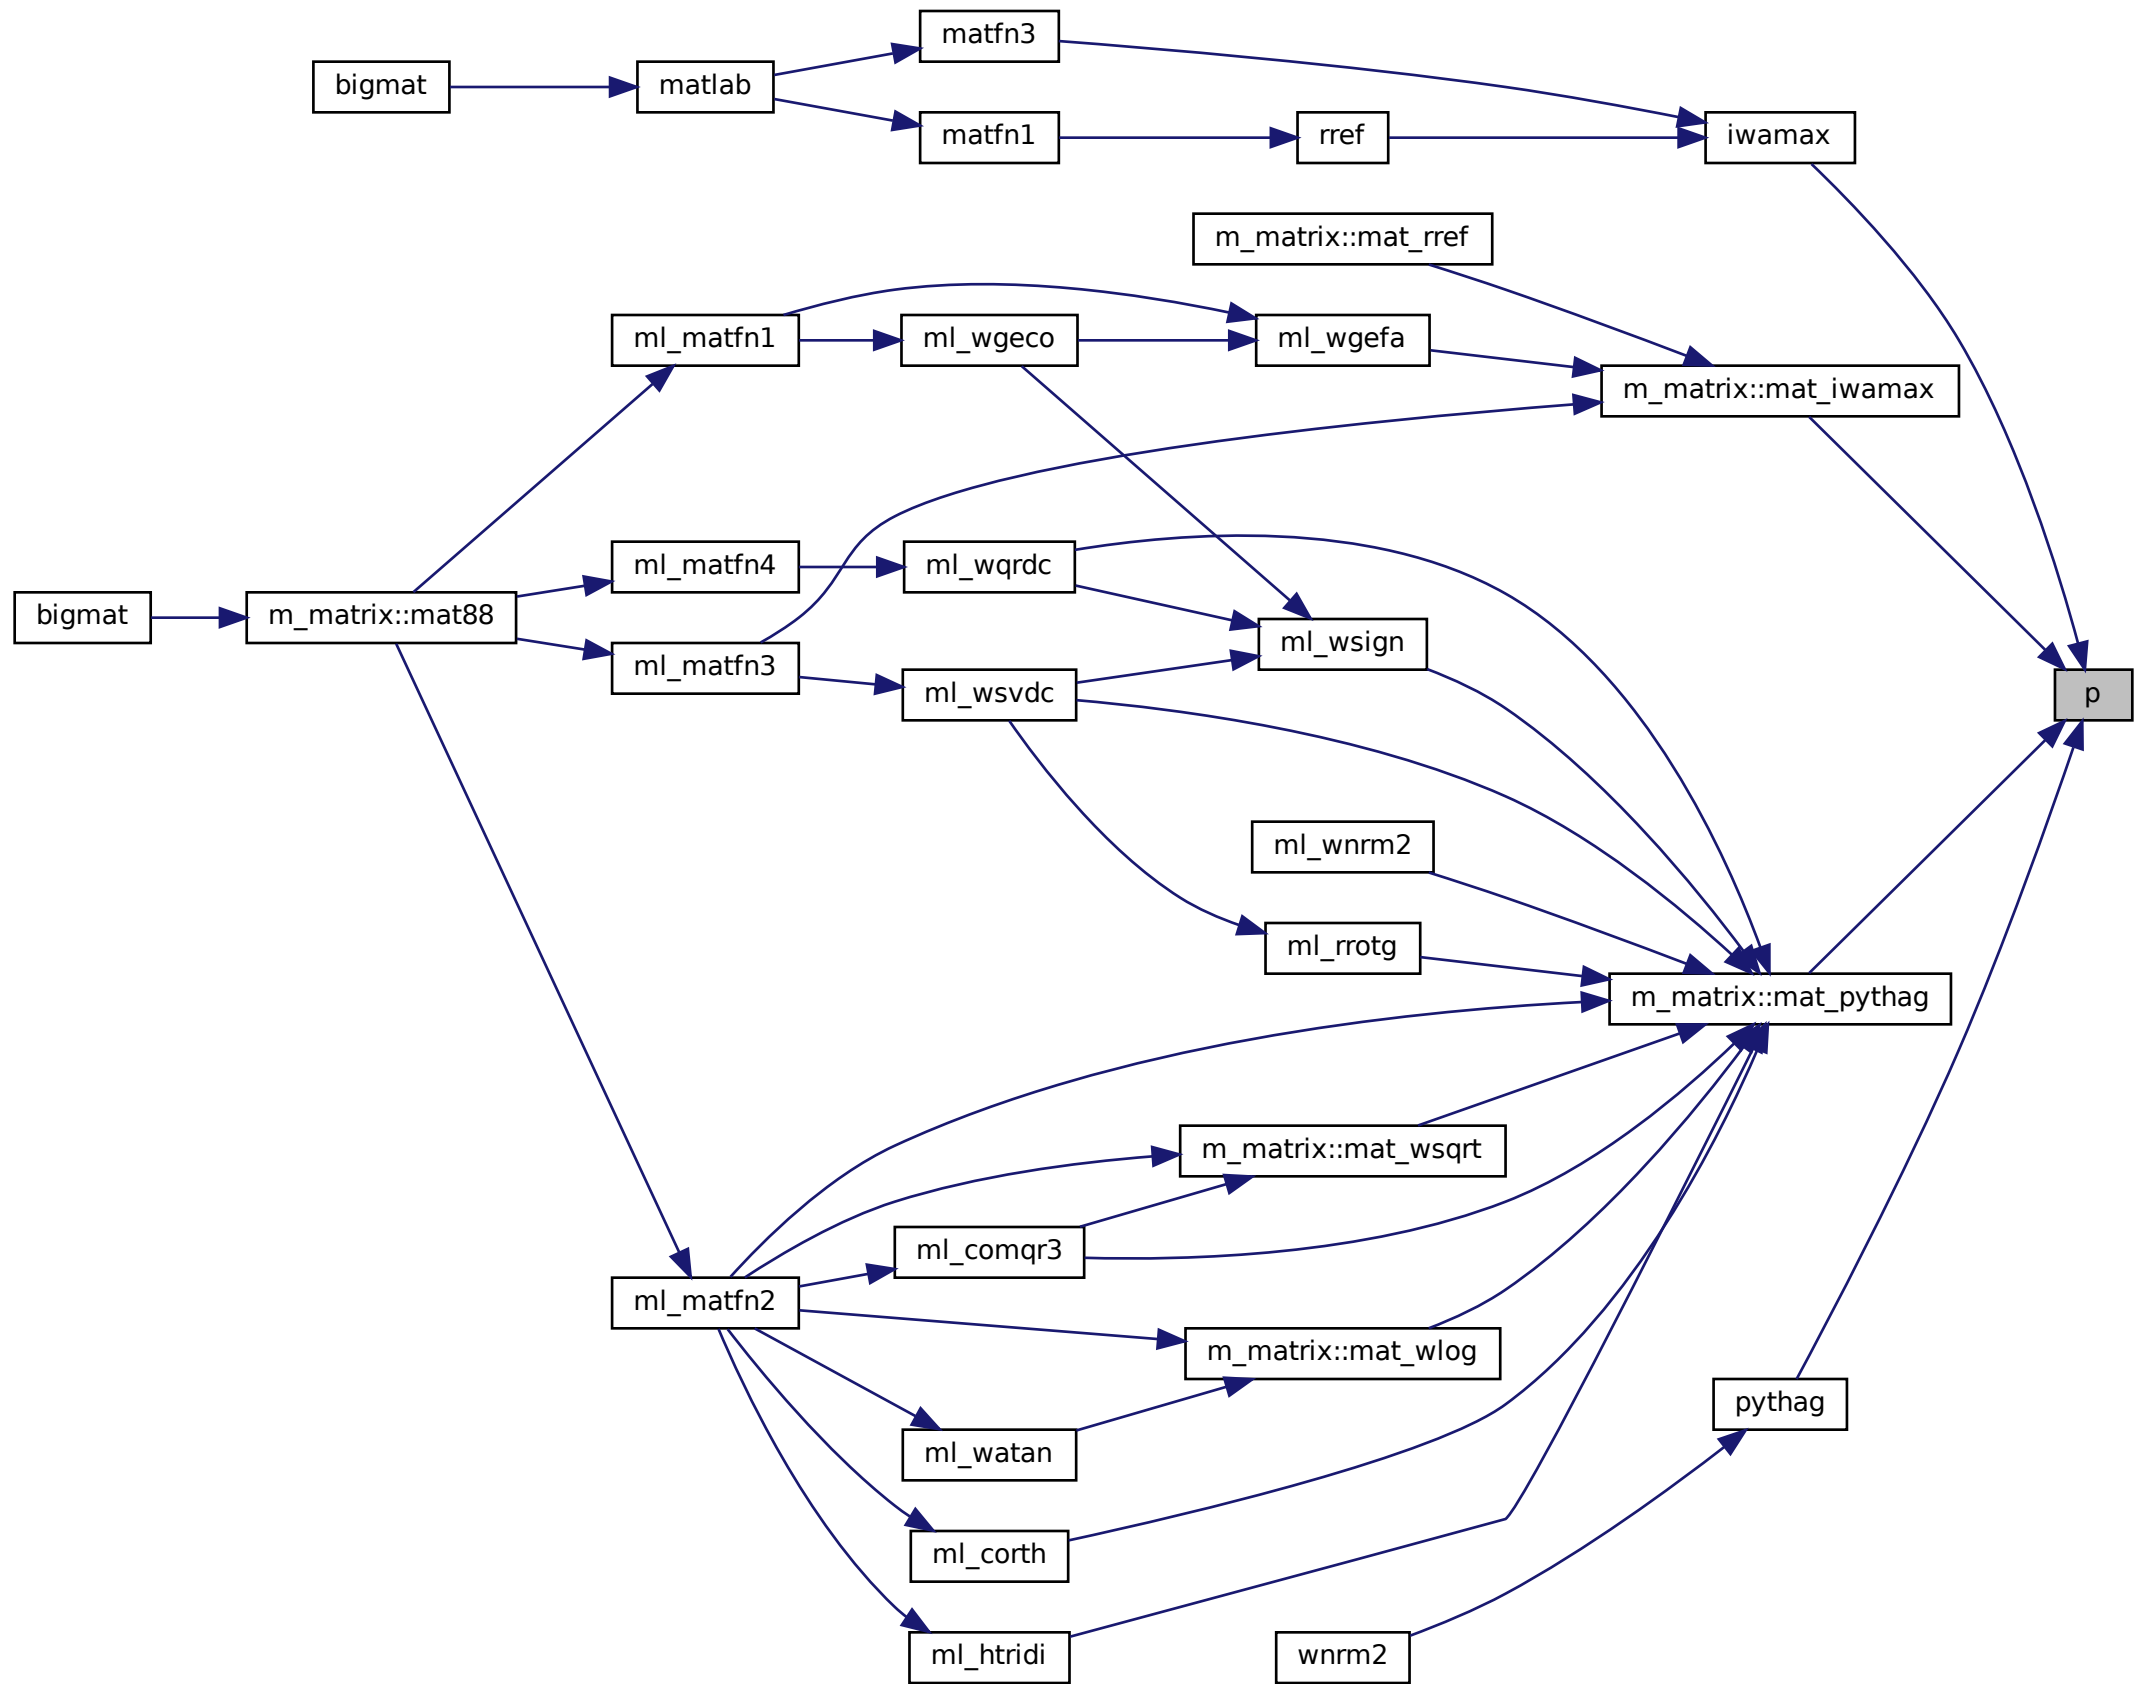 matfn3
bigmat
matlab
matfn1
rref
iwamax
m_matrix::mat_rref
ml_matfn1
ml_wgeco
ml_wgefa
m_matrix::mat_iwamax
ml_matfn4
ml_wqrdc
bigmat
m_matrix::mat88
ml_wsign
ml_matfn3
ml_wsvdc
p
ml_wnrm2
ml_rrotg
m_matrix::mat_pythag
m_matrix::mat_wsqrt
ml_comqr3
ml_matfn2
m_matrix::mat_wlog
pythag
ml_watan
ml_corth
ml_htridi
wnrm2